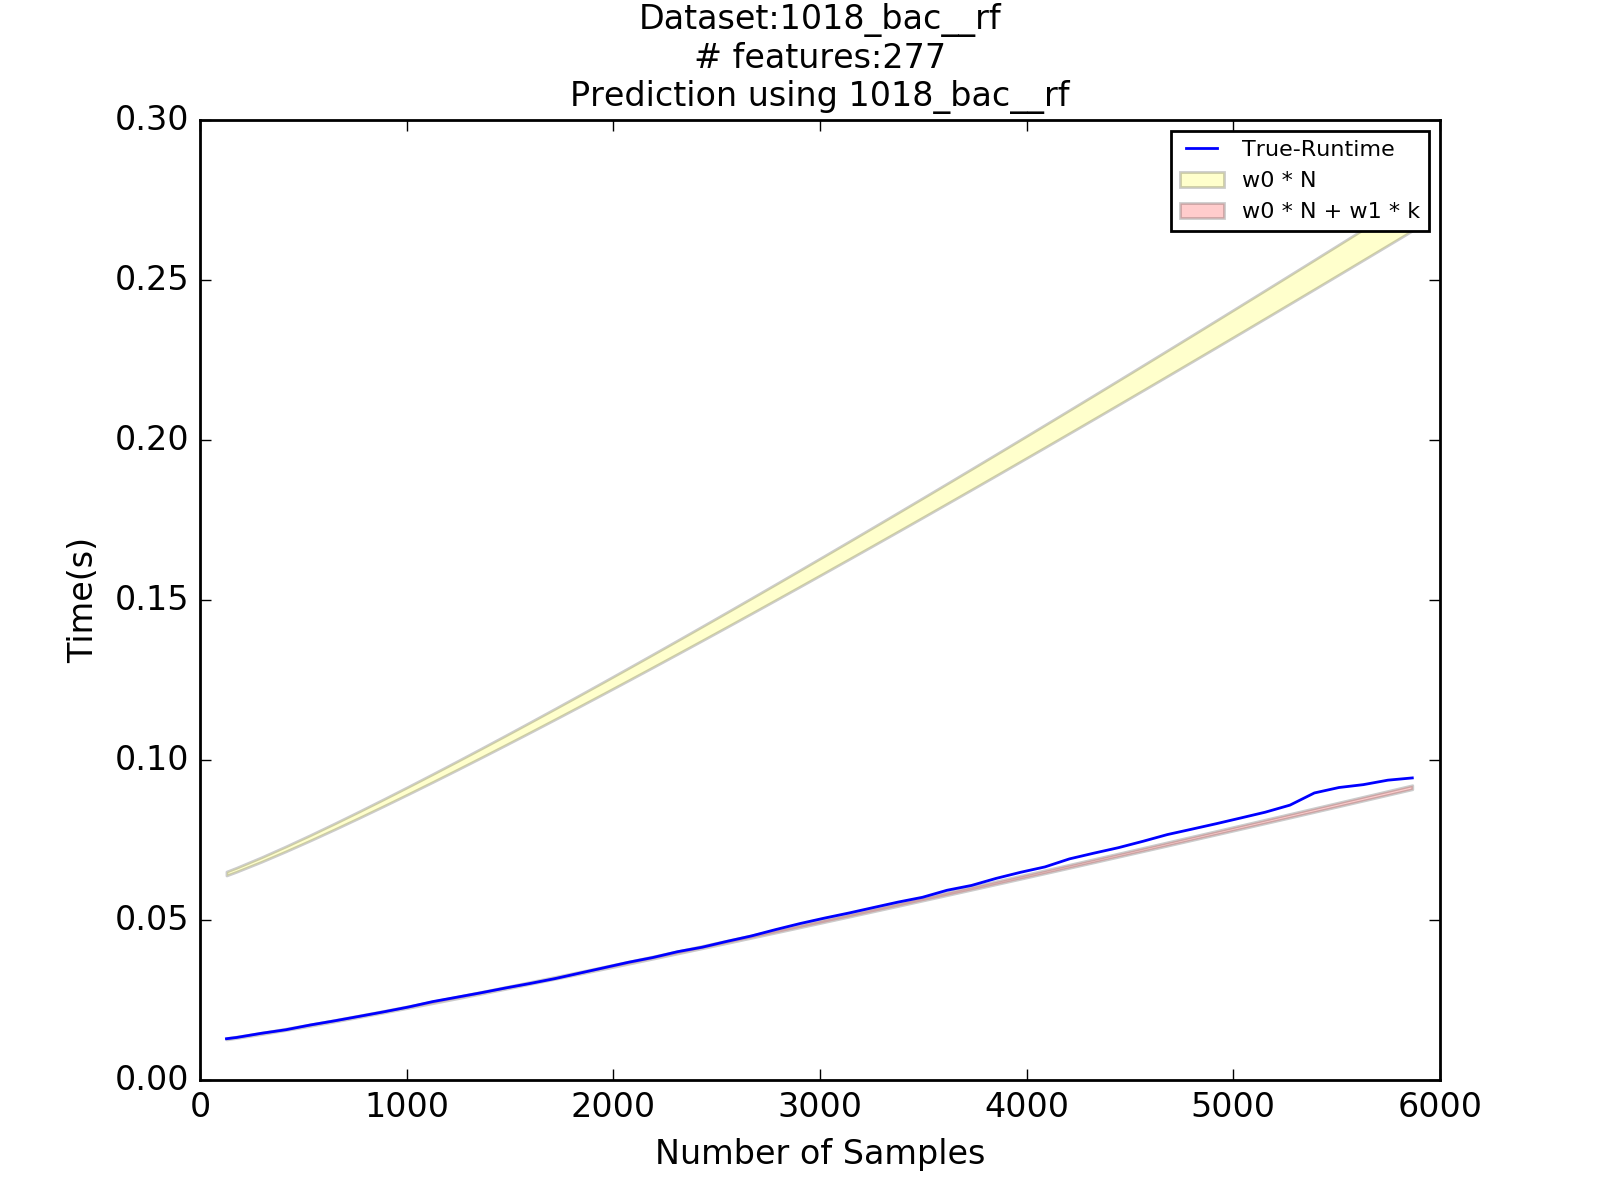 Dataset:1018_bac__rf
# features:277
Prediction using 1018_bac__rf
0.30
0.25
0.20
0.15
0.10
0.05
0.00
Time(s)
True-Runtime
w0 * N
w0 * N + w1 * k
0 1000 2000 3000 4000 5000 6000
Number of Samples